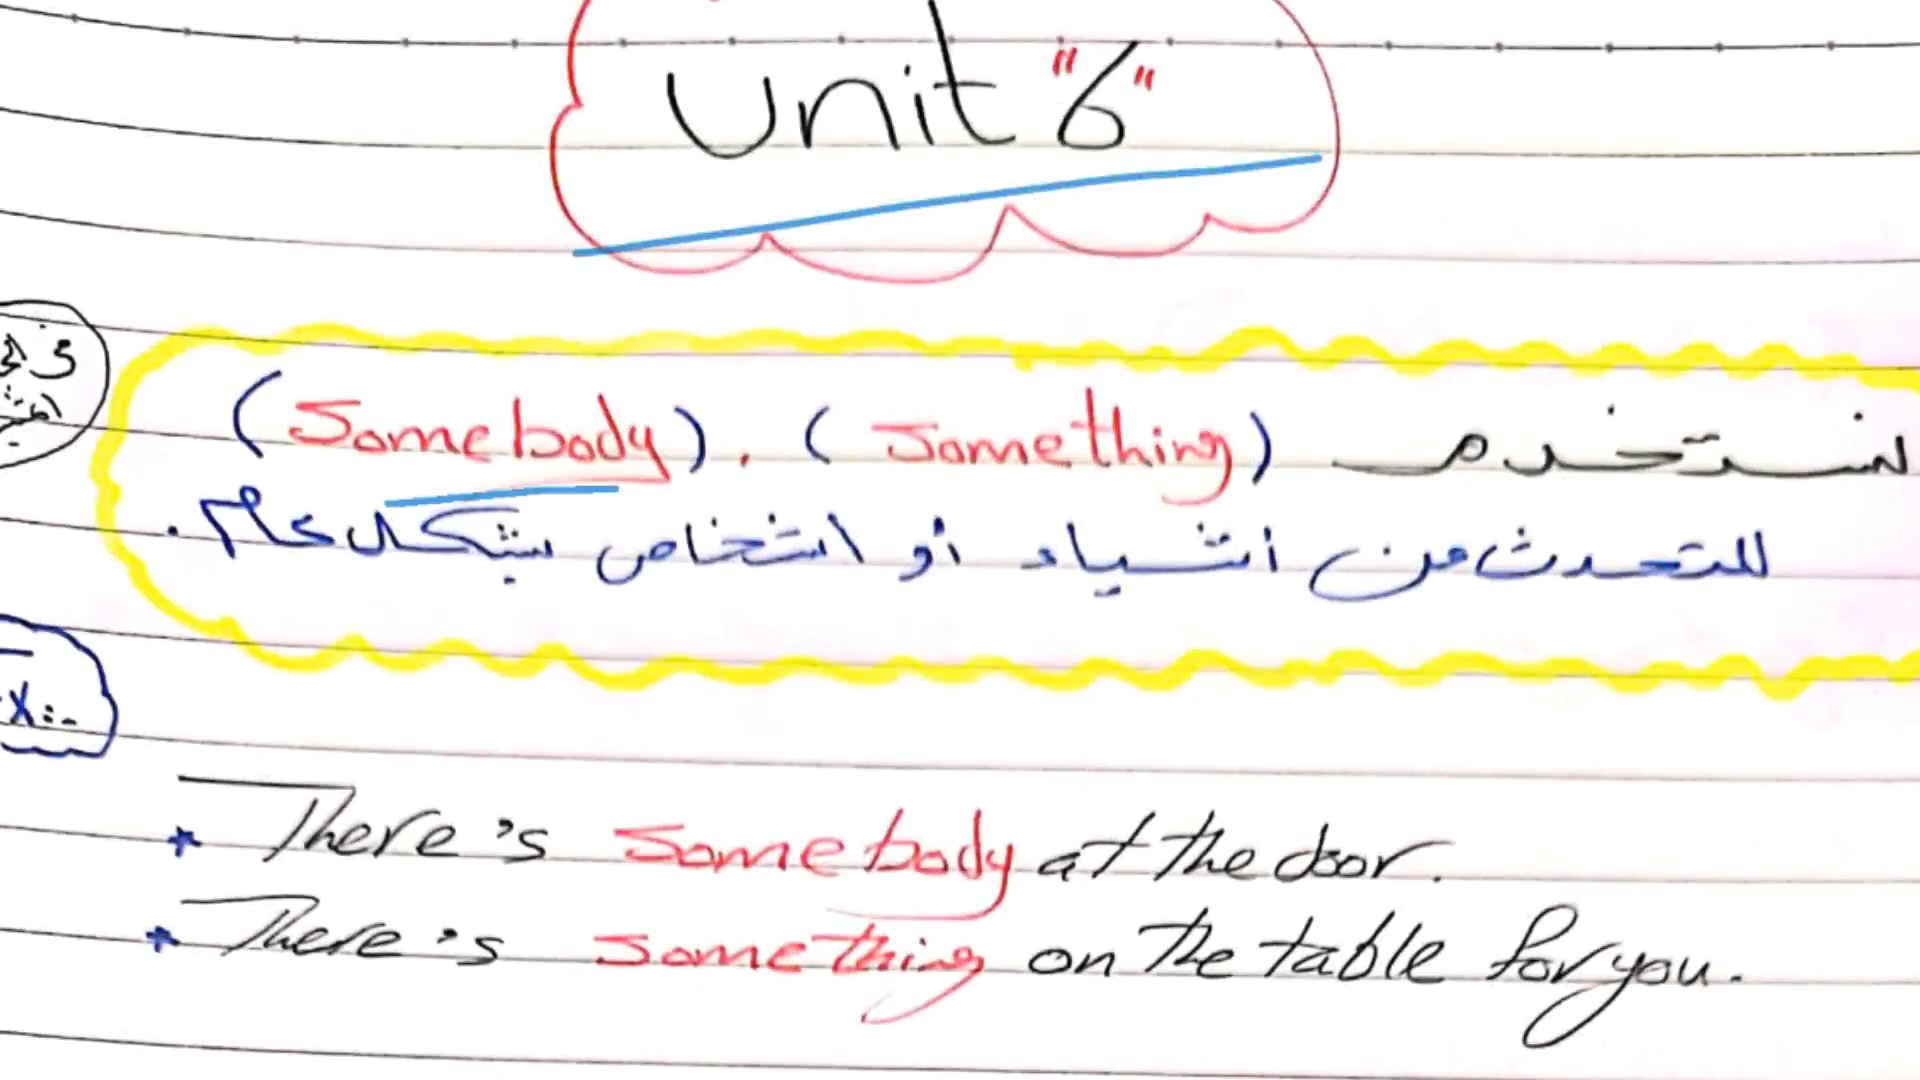 Unit "6"
نستخدم (Something) . (Somebody)
للتحدث عن أشياء أو اشخاص بشكل عام .
X:-
* There's somebody at the door.
* There's something on the table for you.